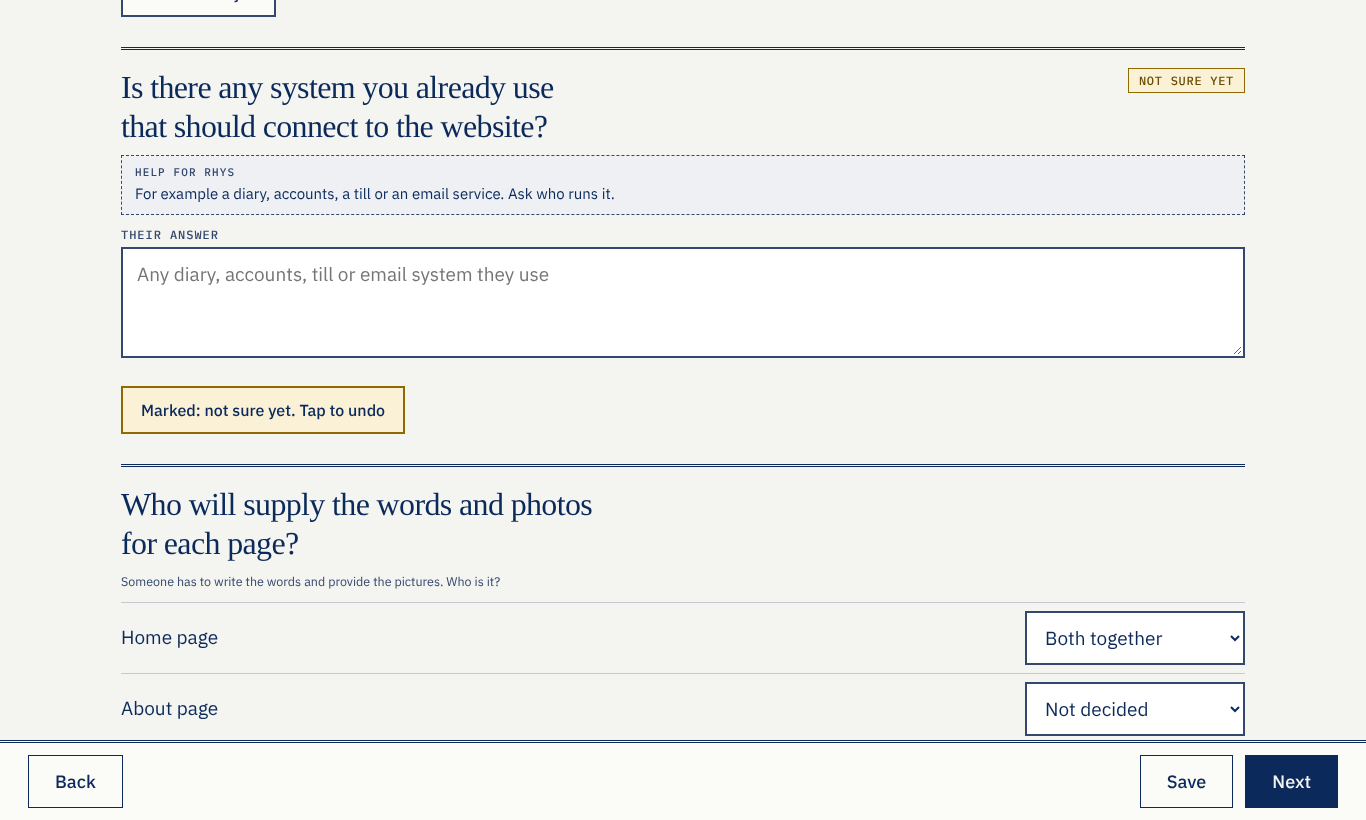 Is there any system you already use
that should connect to the website?
NOT SURE YET
HELP FOR RHYS
For example a diary, accounts, a till or an email service. Ask who runs it.
THEIR ANSWER
Any diary, accounts, till or email system they use
Marked: not sure yet. Tap to undo
Who will supply the words and photos
for each page?
Someone has to write the words and provide the pictures. Who is it?
Home page
Both together
About page
Not decided
Back
Save
Next